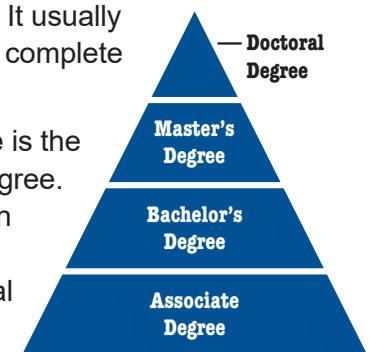 It usually
complete
e is the
gree.
n
al
Doctoral
Degree
Master's
Degree
Bachelor's
Degree
Associate
Degree